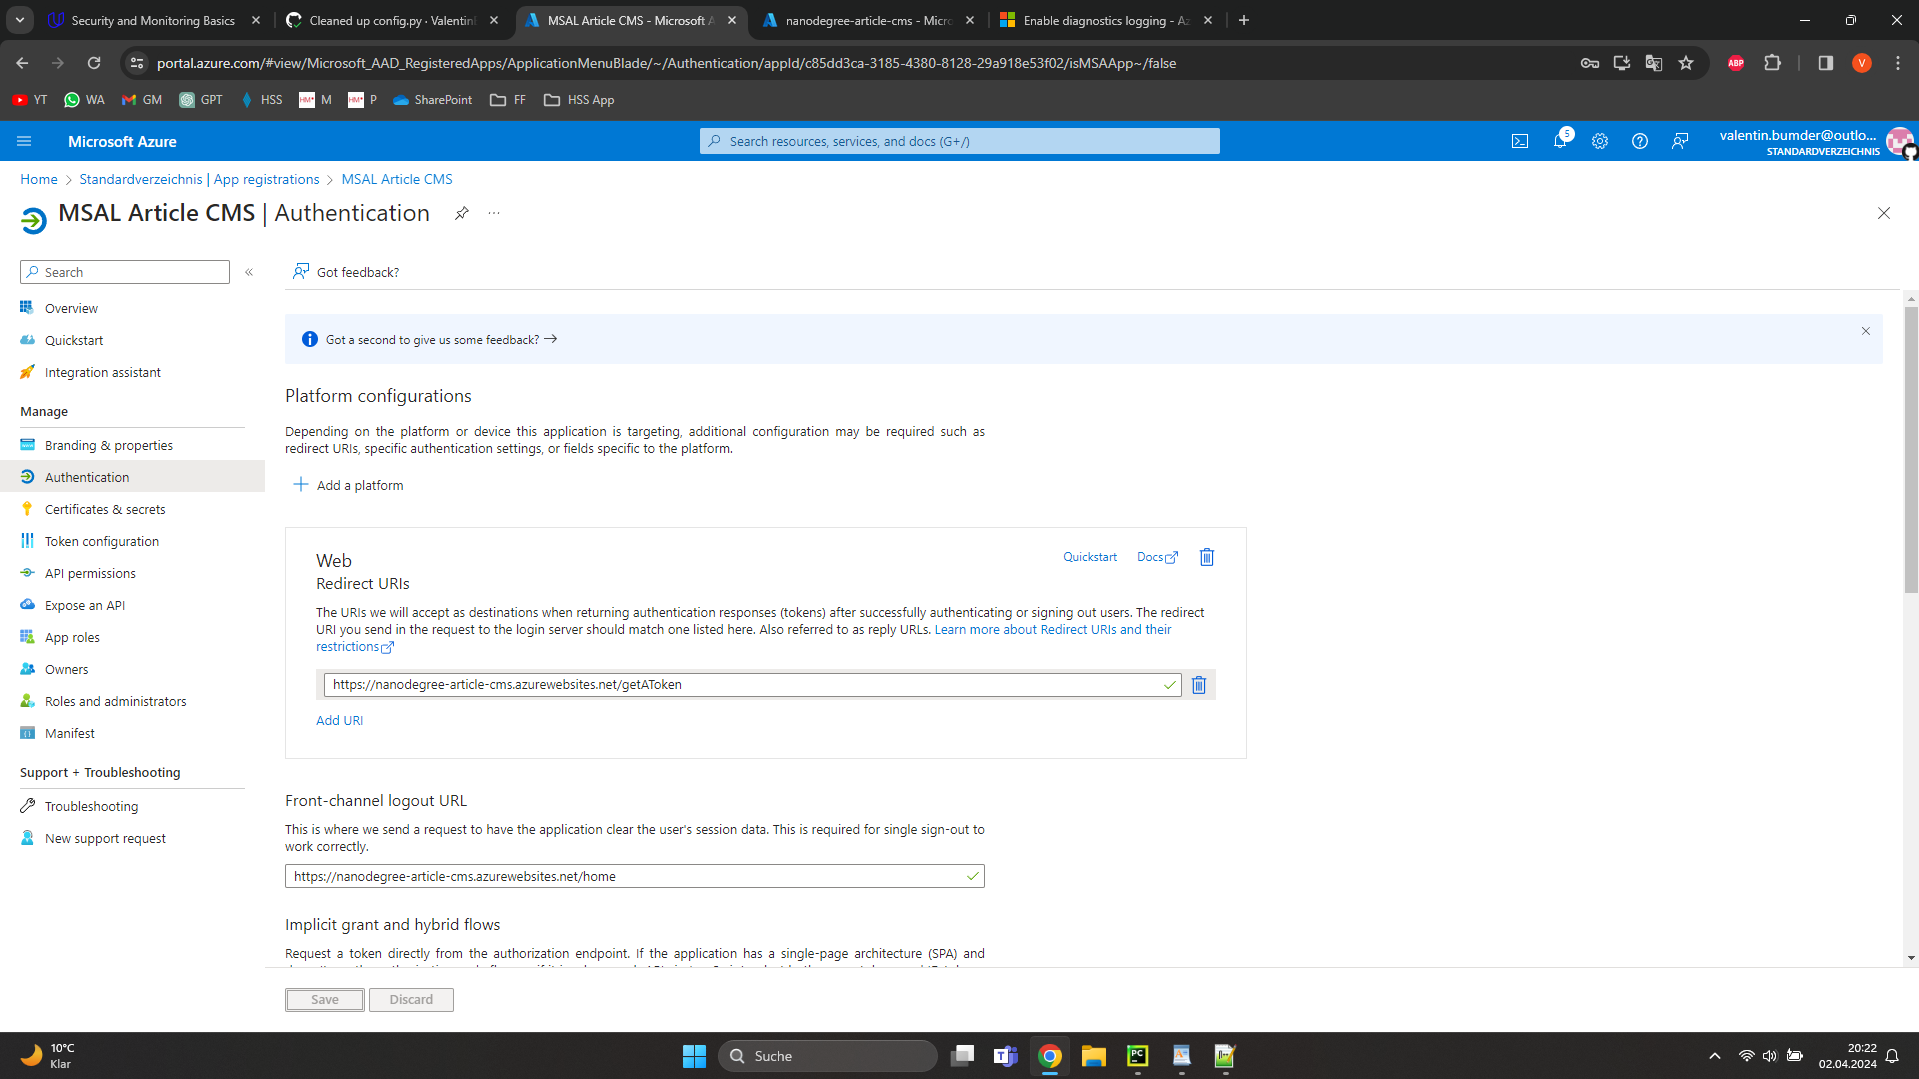 Security and Monitoring Basics
Cleaned up config.py · Valentin
MSAL Article CMS - Microsoft A
nanodegree-article-cms - Micro
Enable diagnostics logging - Az
portal.azure.com/#view/Microsoft_AAD_RegisteredApps/ApplicationMenuBlade/~/Authentication/appId/c85dd3ca-3185-4380-8128-29a918e53f02/isMSAApp~/false
ABP
V
YT
WA
GM
GPT
HSS
M
P
SharePoint
FF
HSS App
Microsoft Azure
Search resources, services, and docs (G+/)
5
valentin.bumder@outlo...
STANDARDVERZEICHNIS
Home > Standardverzeichnis | App registrations > MSAL Article CMS
MSAL Article CMS | Authentication
Search
Got feedback?
Overview
Quickstart
Integration assistant
Manage
Branding & properties
Authentication
Certificates & secrets
Token configuration
API permissions
Expose an API
App roles
Owners
Roles and administrators
Manifest
Support + Troubleshooting
Troubleshooting
New support request
Got a second to give us some feedback?
Platform configurations
Depending on the platform or device this application is targeting, additional configuration may be required such as
redirect URIs, specific authentication settings, or fields specific to the platform.
Add a platform
Web
Quickstart
Docs
Redirect URIs
The URIs we will accept as destinations when returning authentication responses (tokens) after successfully authenticating or signing out users. The redirect
URI you send in the request to the login server should match one listed here. Also referred to as reply URLs. Learn more about Redirect URIs and their
restrictions
https://nanodegree-article-cms.azurewebsites.net/getAToken
Add URI
Front-channel logout URL
This is where we send a request to have the application clear the user's session data. This is required for single sign-out to
work correctly.
https://nanodegree-article-cms.azurewebsites.net/home
Implicit grant and hybrid flows
Request a token directly from the authorization endpoint. If the application has a single-page architecture (SPA) and
Save
Discard
10°C
Klar
Suche
PC
20:22
02.04.2024